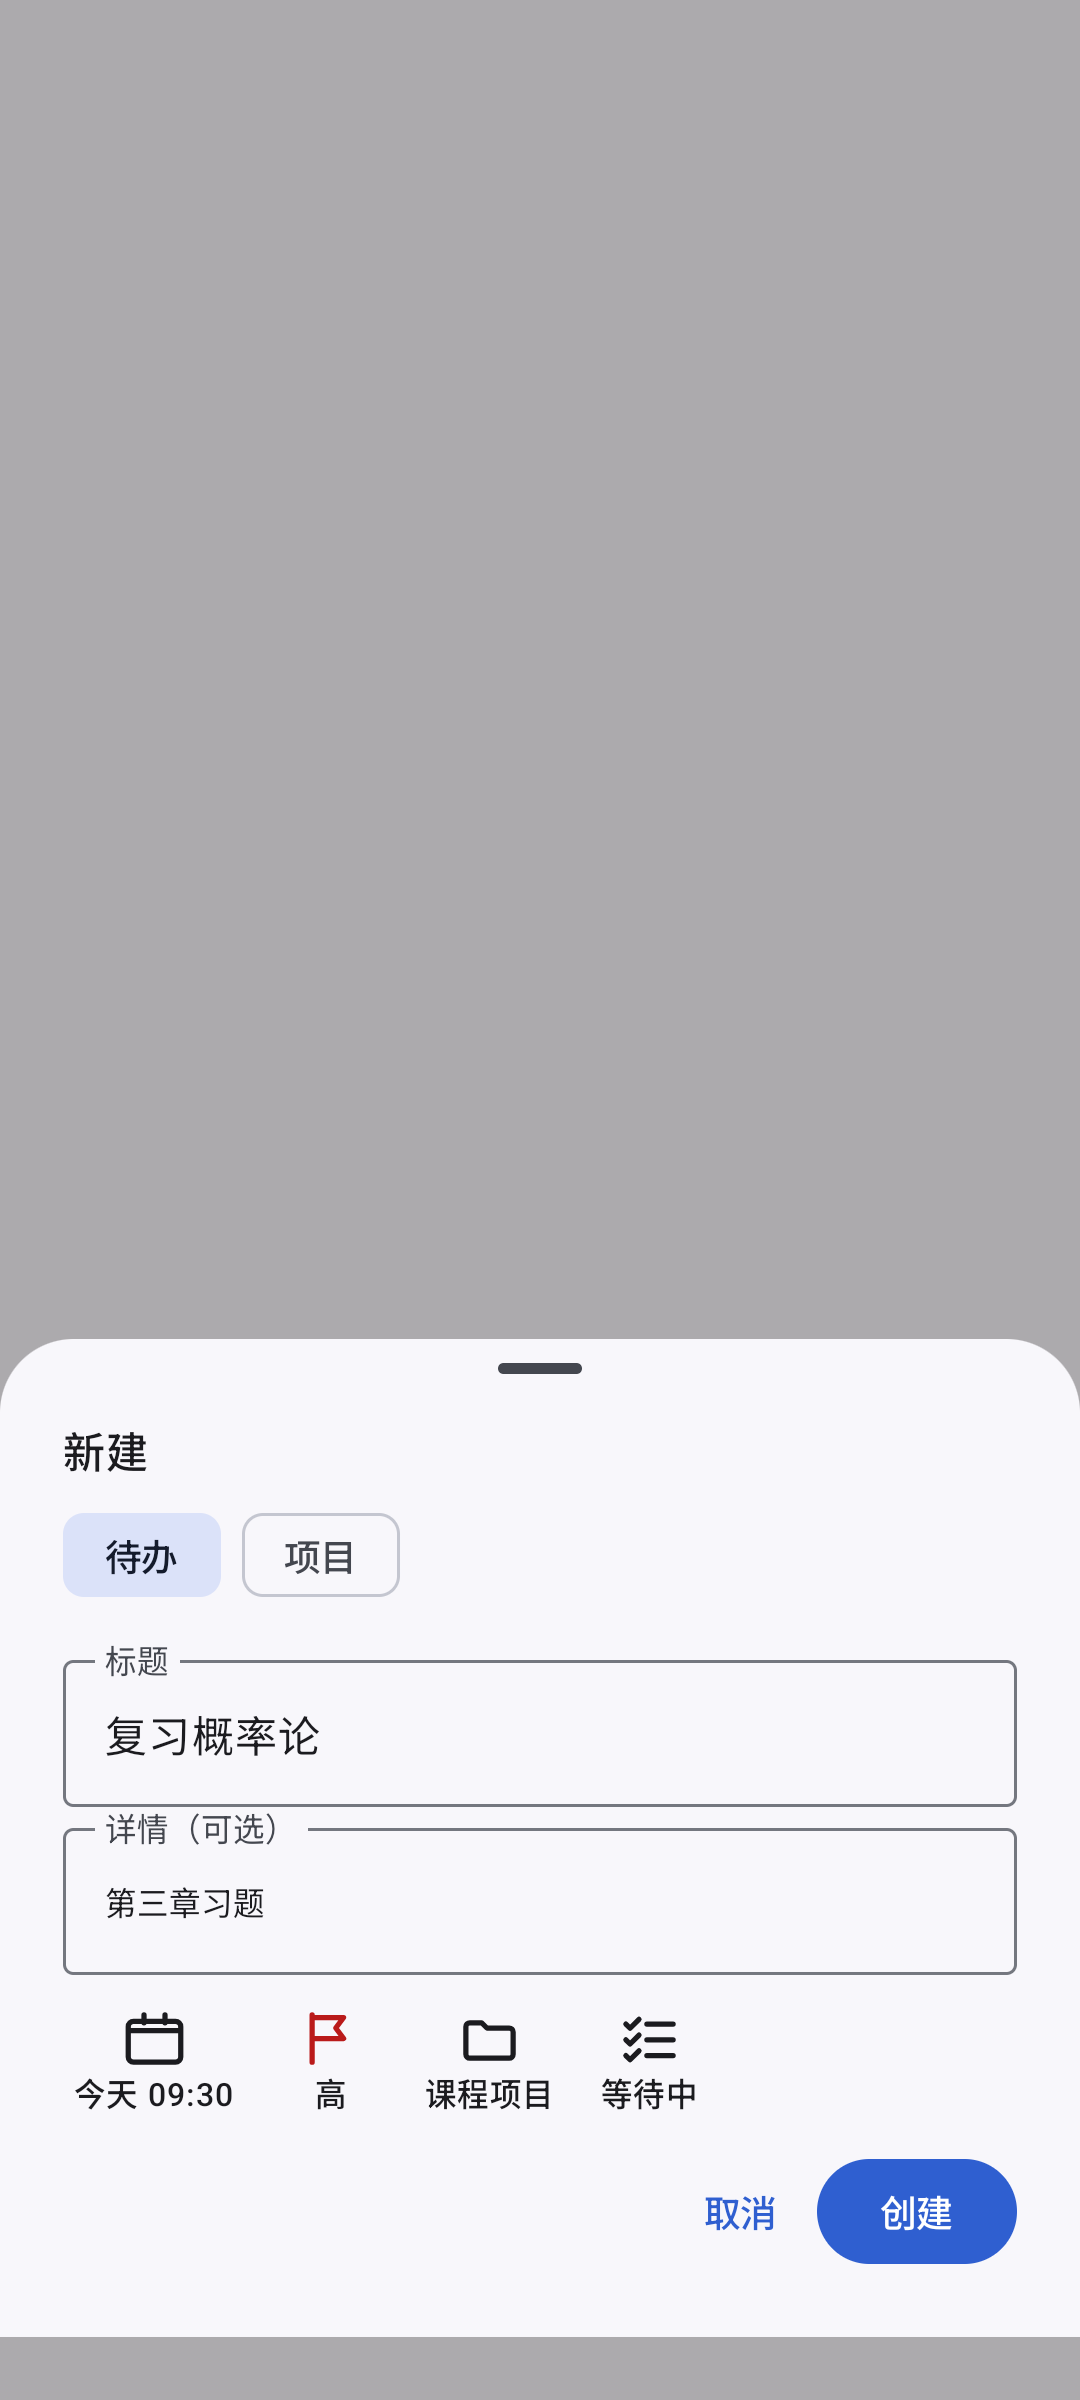 新建
待办 项目
标题
复习概率论
详情（可选）
第三章习题
今天 09:30 高 课程项目 等待中
取消 创建